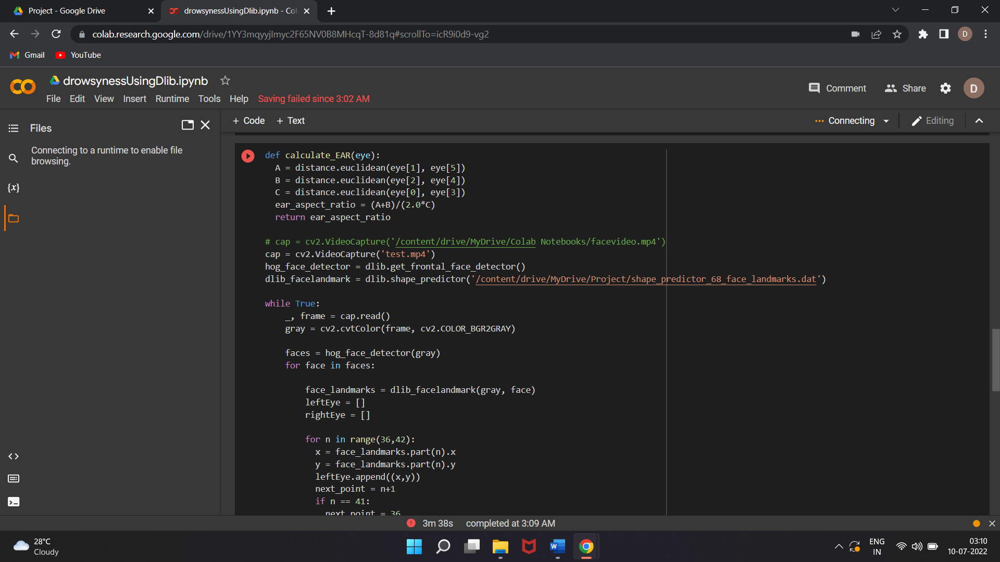 Project - Google Drive
drowsynessUsingDlib.ipynb - Col
colab.research.google.com/drive/1YY3mqyyjImyc2F65NV0B8MHcqT-8d81q#scrollTo=icR9i0d9-vg2
D
Gmail
YouTube
drowsynessUsingDlib.ipynb
File Edit View Insert Runtime Tools Help Saving failed since 3:02 AM
Comment
Share
D
Files
+ Code + Text
Connecting
Editing
Connecting to a runtime to enable file
browsing.
{x}
def calculate_EAR(eye):
A = distance.euclidean(eye[1], eye[5])
B = distance.euclidean(eye[2], eye[4])
C = distance.euclidean(eye[0], eye[3])
ear_aspect_ratio = (A+B)/(2.0*C)
return ear_aspect_ratio
# cap = cv2.VideoCapture('/content/drive/MyDrive/Colab Notebooks/facevideo.mp4')
cap = cv2.VideoCapture('test.mp4')
hog_face_detector = dlib.get_frontal_face_detector()
dlib_facelandmark = dlib.shape_predictor('/content/drive/MyDrive/Project/shape_predictor_68_face_landmarks.dat')
while True:
_, frame = cap.read()
gray = cv2.cvtColor(frame, cv2.COLOR_BGR2GRAY)
faces = hog_face_detector(gray)
for face in faces:
face_landmarks = dlib_facelandmark(gray, face)
leftEye = []
rightEye = []
for n in range(36,42):
x = face_landmarks.part(n).x
y = face_landmarks.part(n).y
leftEye.append((x,y))
next_point = n+1
if n == 41:
next_point = 36
3m 38s completed at 3:09 AM
28°C
Cloudy
ENG
IN
03:10
10-07-2022